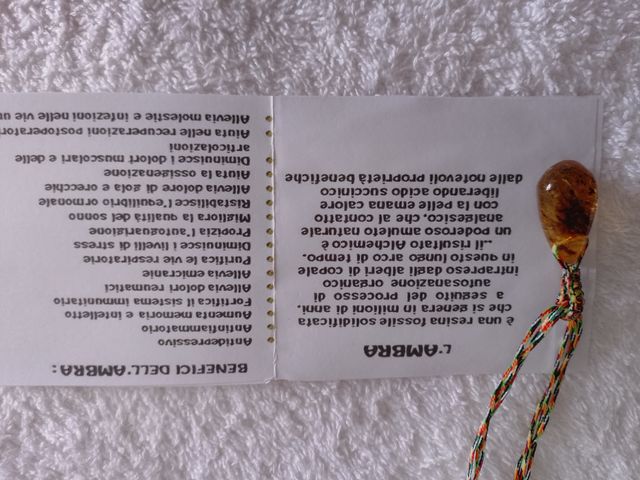 L'AMBRA
è una resina fossile solidificata
che si genera in milioni di anni,
a seguito del processo di
autosanazione organico
intrapreso dagli alberi di copale
in questo lungo arco di tempo.
..il risultato Alchemico è
un poderoso amuleto naturale
analgesico, che al contatto
con la pelle emana calore
liberando acido succinico
dalle notevoli proprietá benefiche
BENEFICI DELL'AMBRA:
Antidepressivo
Antinfiammatorio
Aumenta memoria e intelletto
Fortifica il sistema immunitario
Allevia dolori reumatici
Allevia emicranie
Purifica le vie respiratorie
Diminuisce i livelli di stress
Propizia l'autoguarigione
Migliora la qualità del sonno
Ristabilisce l'equilibrio ormonale
Allevia dolore di gola e orecchie
Aiuta la ossigenazione
Diminuisce i dolori muscolari e delle
articolazioni
Aiuta nelle recuperazioni postoperator
Allevia molestie e infezioni nelle vie